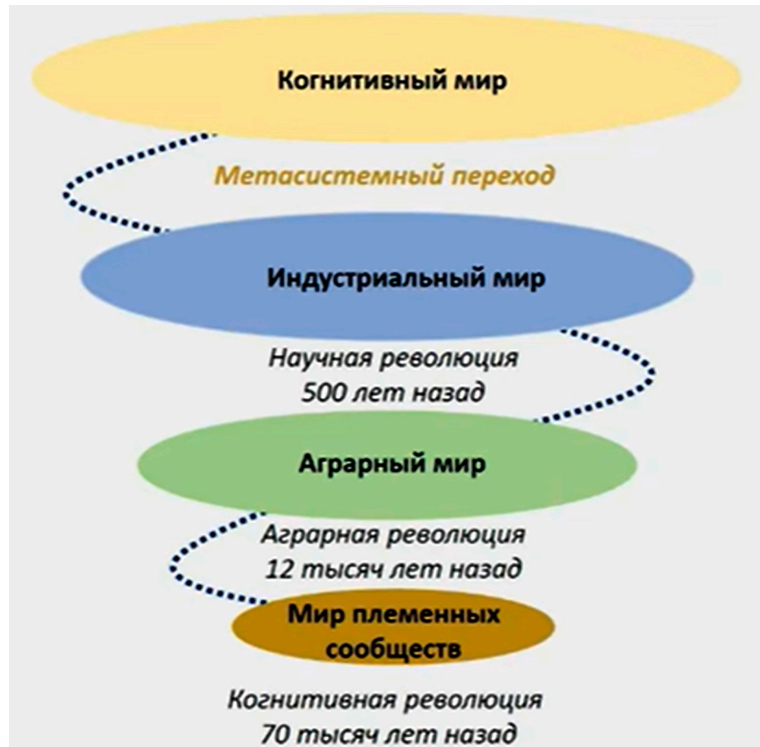 Когнитивный мир
Метасистемный переход
Индустриальный мир
Научная революция
500 лет назад
Аграрный мир
Аграрная революция
12 тысяч лет назад
Мир племенных
сообществ
Когнитивная революция
70 тысяч лет назад